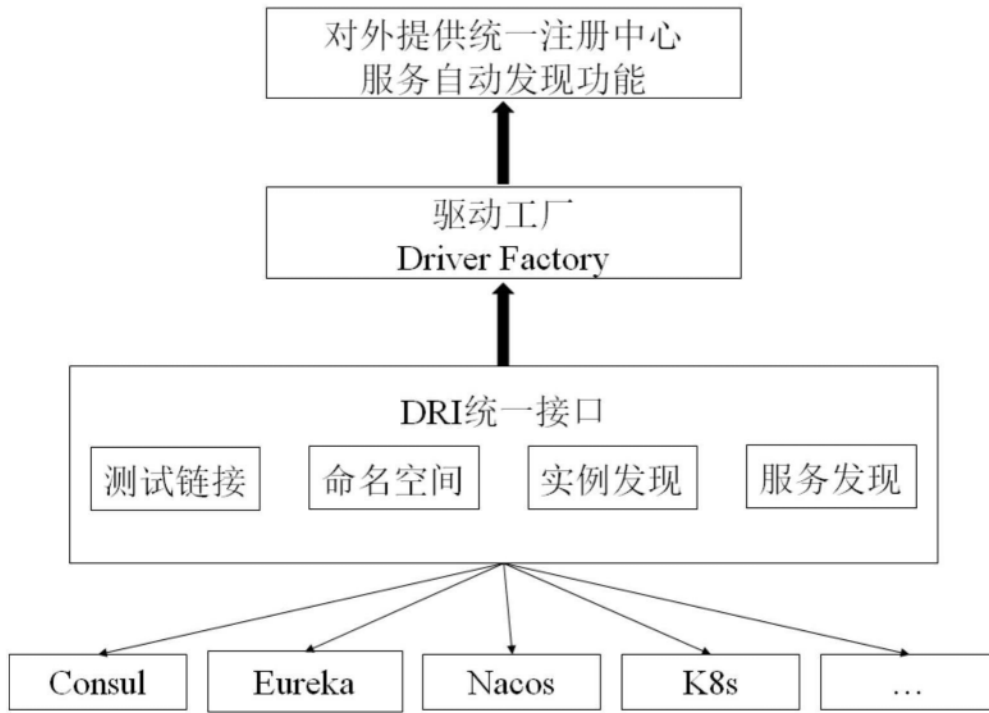 对外提供统一注册中心
服务自动发现功能
驱动工厂
Driver Factory
DRI统一接口
测试链接
命名空间
实例发现
服务发现
Consul
Eureka
Nacos
K8s
...